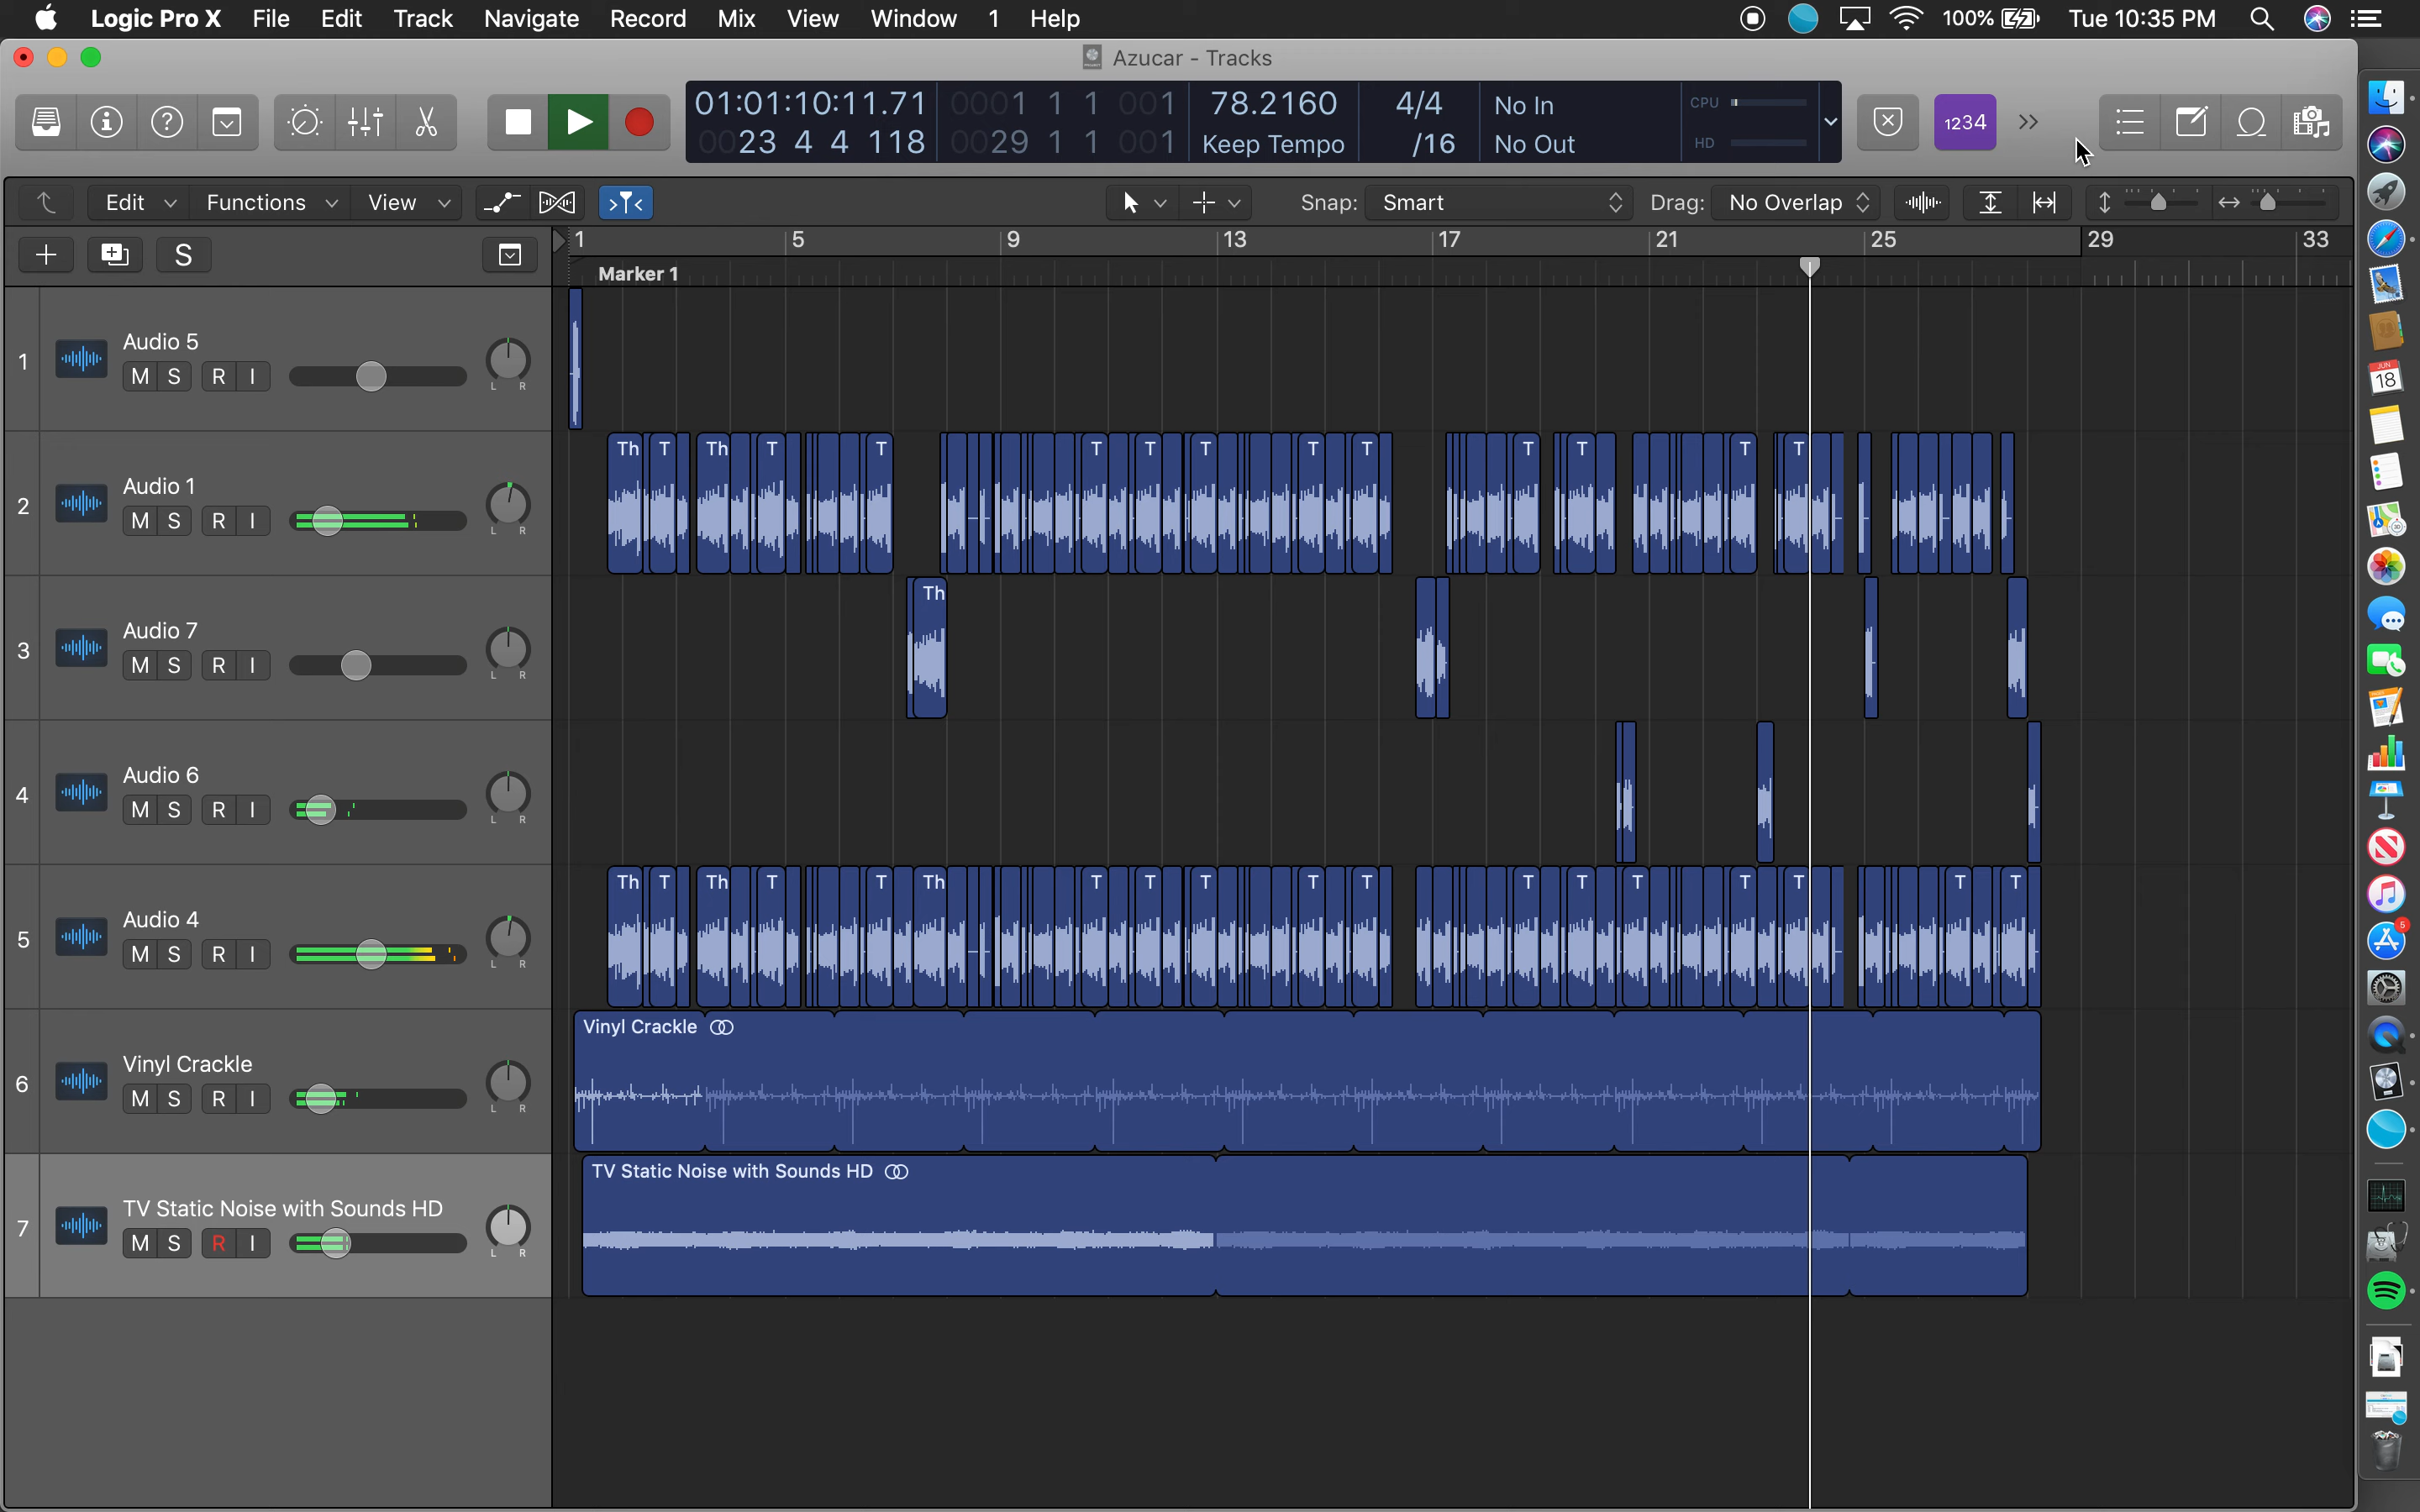 Logic Pro X File Edit Track Navigate Record Mix View Window 1 Help 100% Tue 10:35 PM
Azucar - Tracks
01:01:10:11.71 0001 1 1 001 78.2160 4/4 No In CPU
0023 4 4 118 0029 1 1 001 Keep Tempo /16 No Out HD
1234
Edit Functions View Snap: Smart Drag: No Overlap
S 1 5 9 13 17 21 25 29 33
Marker 1
1 Audio 5
M S R I L R
2 Audio 1
M S R I L R
Th T Th T T T T T T T T T T T
3 Audio 7
M S R I L R
Th
4 Audio 6
M S R I L R
5 Audio 4
M S R I L R
Th T Th T T Th T T T T T T T T T T T T
6 Vinyl Crackle
M S R I L R
Vinyl Crackle
7 TV Static Noise with Sounds HD
M S R I L R
TV Static Noise with Sounds HD
JUN
18
5